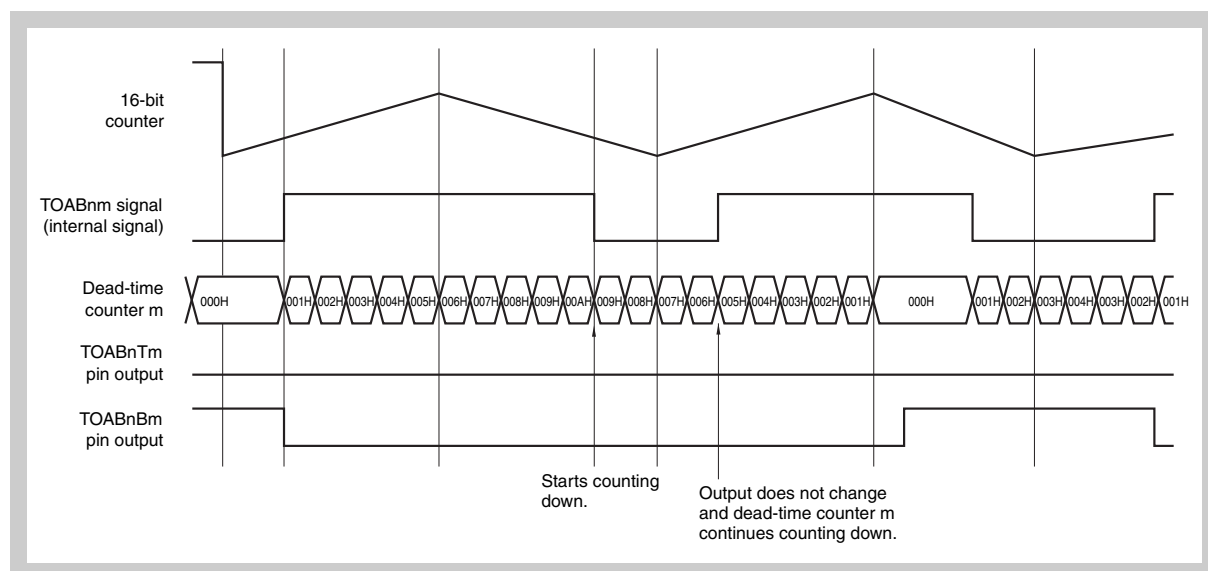 16-bit
counter
TOABnm signal
(internal signal)
Dead-time
counter m
000H 001H 002H 003H 004H 005H 006H 007H 008H 009H 00AH 009H 008H 007H 006H 005H 004H 003H 002H 001H 000H 001H 002H 003H 004H 003H 002H 001H
TOABnTm
pin output
TOABnBm
pin output
Starts counting
down.
Output does not change
and dead-time counter m
continues counting down.